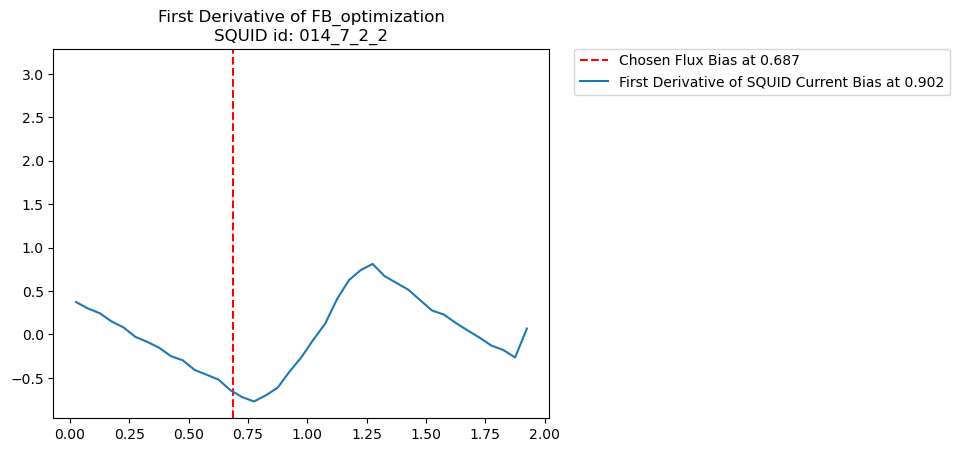 First Derivative of FB_optimization
SQUID id: 014_7_2_2
Chosen Flux Bias at 0.687
First Derivative of SQUID Current Bias at 0.902
3.0
2.5
2.0
1.5
1.0
0.5
0.0
−0.5
0.00 0.25 0.50 0.75 1.00 1.25 1.50 1.75 2.00